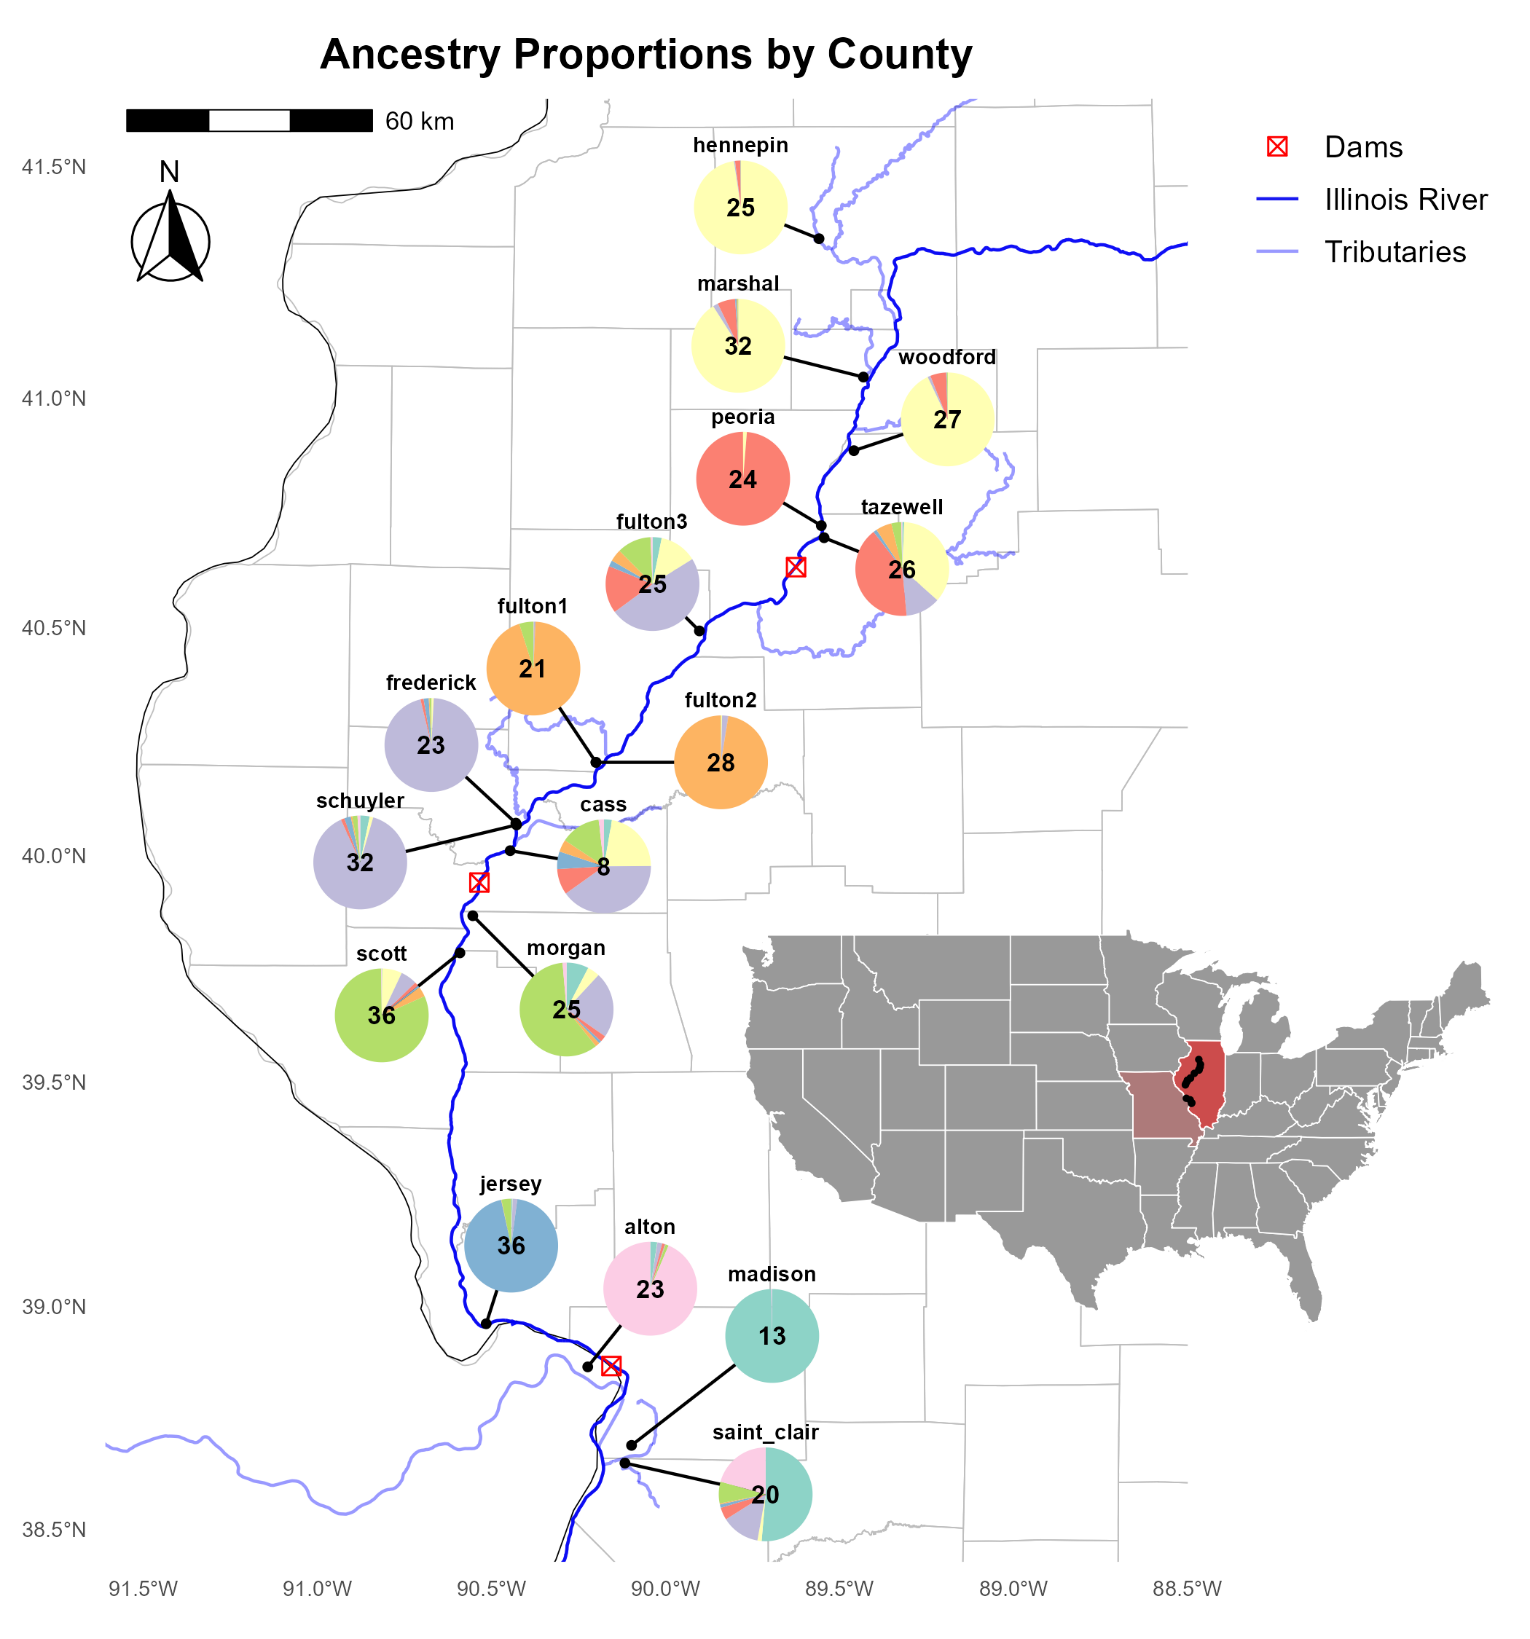 Ancestry Proportions by County
60 km
N
Dams
Illinois River
Tributaries
41.5°N
41.0°N
40.5°N
40.0°N
39.5°N
39.0°N
38.5°N
hennepin
25
marshal
32
woodford
27
peoria
24
tazewell
26
fulton3
25
fulton1
21
frederick
23
fulton2
28
schuyler
32
cass
8
scott
36
morgan
25
jersey
36
alton
23
madison
13
saint_clair
20
91.5°W
91.0°W
90.5°W
90.0°W
89.5°W
89.0°W
88.5°W